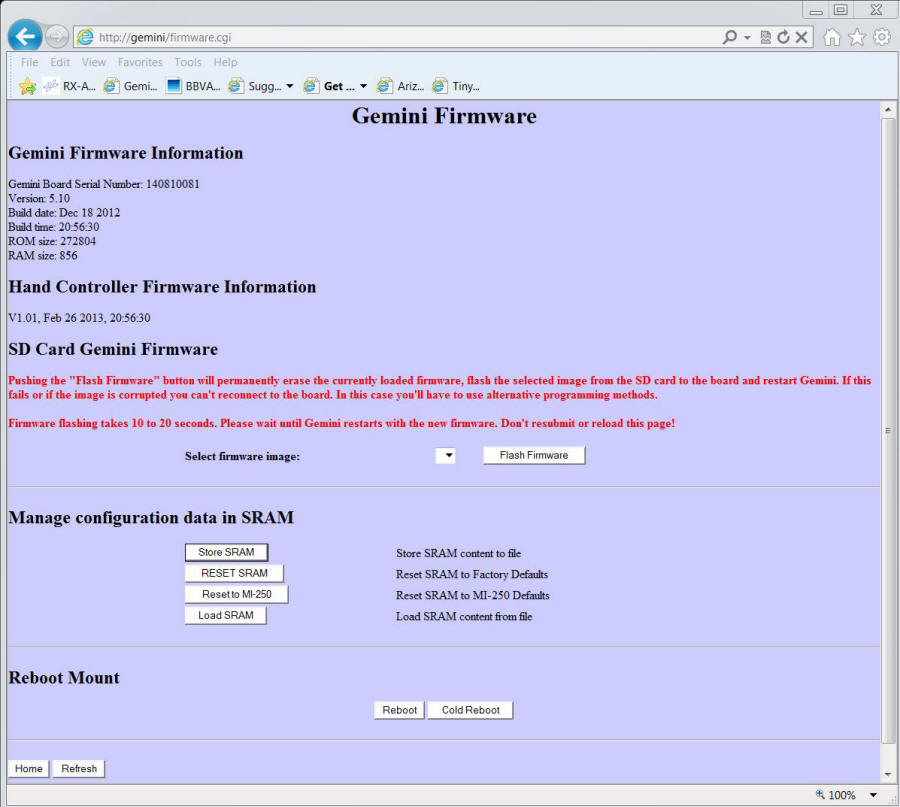 http://gemini/firmware.cgi
File Edit View Favorites Tools Help
RX-A... Gemi... BBVA... Sugg... Get ... Ariz... Tiny...
Gemini Firmware
Gemini Firmware Information
Gemini Board Serial Number: 140810081
Version: 5.10
Build date: Dec 18 2012
Build time: 20:56:30
ROM size: 272804
RAM size: 856
Hand Controller Firmware Information
V1.01, Feb 26 2013, 20:56:30
SD Card Gemini Firmware
Pushing the "Flash Firmware" button will permanently erase the currently loaded firmware, flash the selected image from the SD card to the board and restart Gemini. If this
fails or if the image is corrupted you can't reconnect to the board. In this case you'll have to use alternative programming methods.
Firmware flashing takes 10 to 20 seconds. Please wait until Gemini restarts with the new firmware. Don't resubmit or reload this page!
Select firmware image: Flash Firmware
Manage configuration data in SRAM
Store SRAM Store SRAM content to file
RESET SRAM Reset SRAM to Factory Defaults
Reset to MI-250 Reset SRAM to MI-250 Defaults
Load SRAM Load SRAM content from file
Reboot Mount
Reboot Cold Reboot
Home Refresh
100%